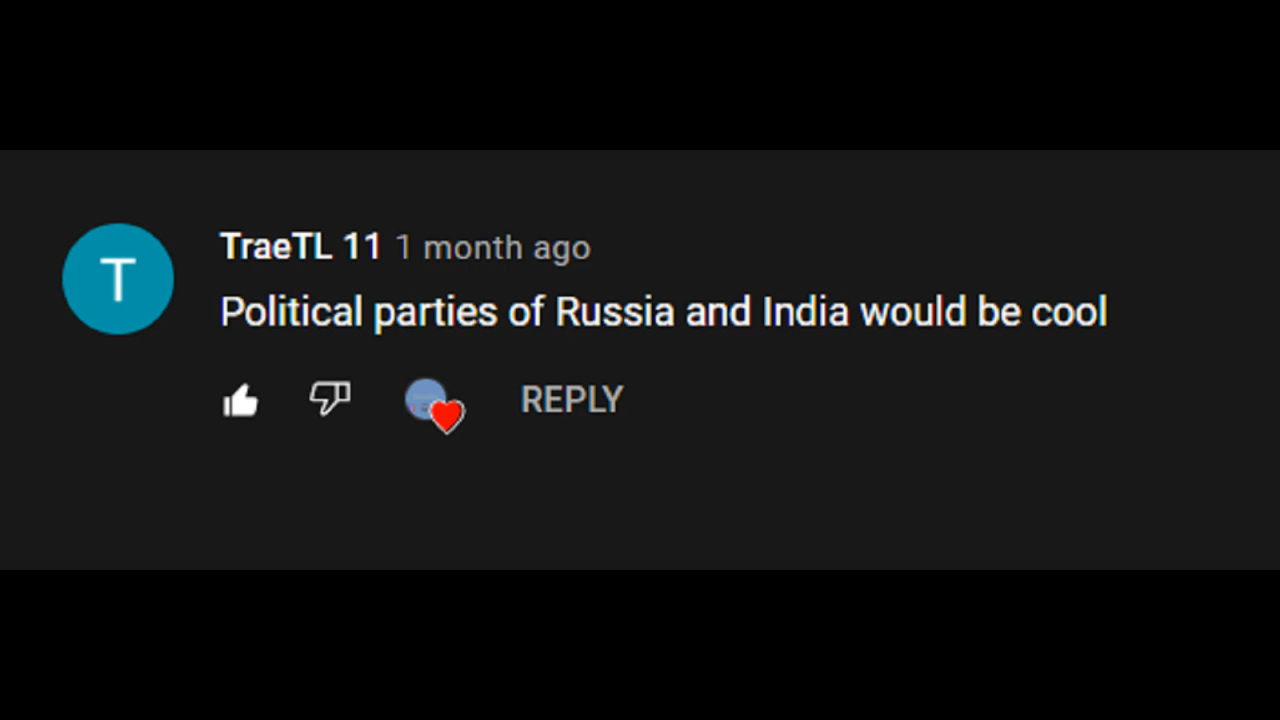 T
TraeTL 11 1 month ago
Political parties of Russia and India would be cool
REPLY